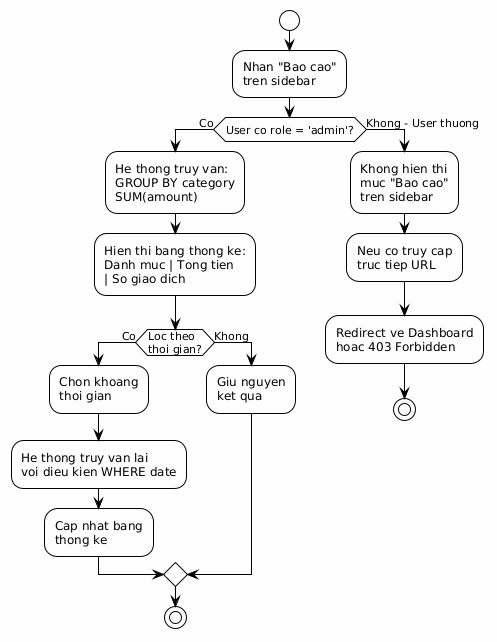 Nhan "Bao cao"
tren sidebar
User co role = 'admin'?
Co
Khong - User thuong
He thong truy van:
GROUP BY category
SUM(amount)
Khong hien thi
muc "Bao cao"
tren sidebar
Hien thi bang thong ke:
Danh muc | Tong tien
| So giao dich
Neu co truy cap
truc tiep URL
Redirect ve Dashboard
hoac 403 Forbidden
Loc theo
thoi gian?
Co
Khong
Chon khoang
thoi gian
Giu nguyen
ket qua
He thong truy van lai
voi dieu kien WHERE date
Cap nhat bang
thong ke